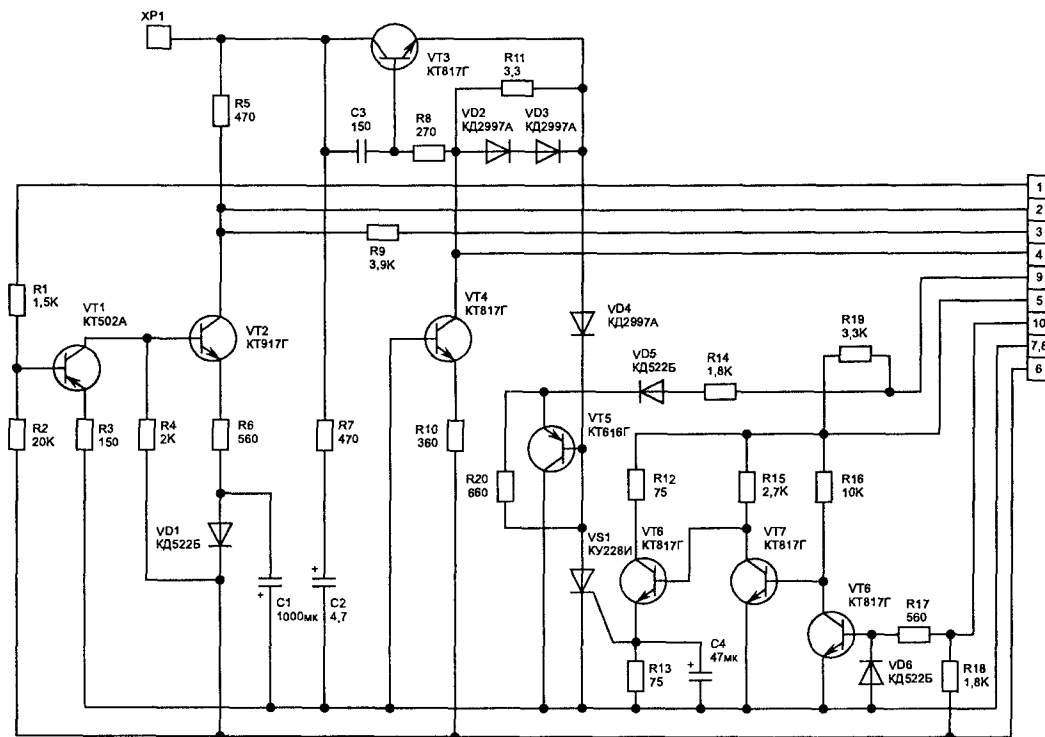 XP1
VT3
КТ817Г
R11
3,3
R5
470
C3
150
R8
270
VD2
КД2997А
VD3
КД2997А
1
2
3
4
9
5
10
7,8
6
R9
3,9K
R1
1,5K
VT1
КТ502А
VT2
КТ917Г
VT4
КТ817Г
VD4
КД2997А
R19
3,3K
VD5
КД522Б
R14
1,8K
R2
20K
R3
150
R4
2K
R6
560
R7
470
R10
360
VT5
КТ616Г
R20
660
R12
75
R15
2,7K
R16
10K
VD1
КД522Б
VS1
КУ228И
VT6
КТ817Г
VT7
КТ817Г
+
C1
1000мк
+
C2
4,7
VT6
КТ817Г
R17
560
R13
75
+
C4
47мк
VD6
КД522Б
R18
1,8K